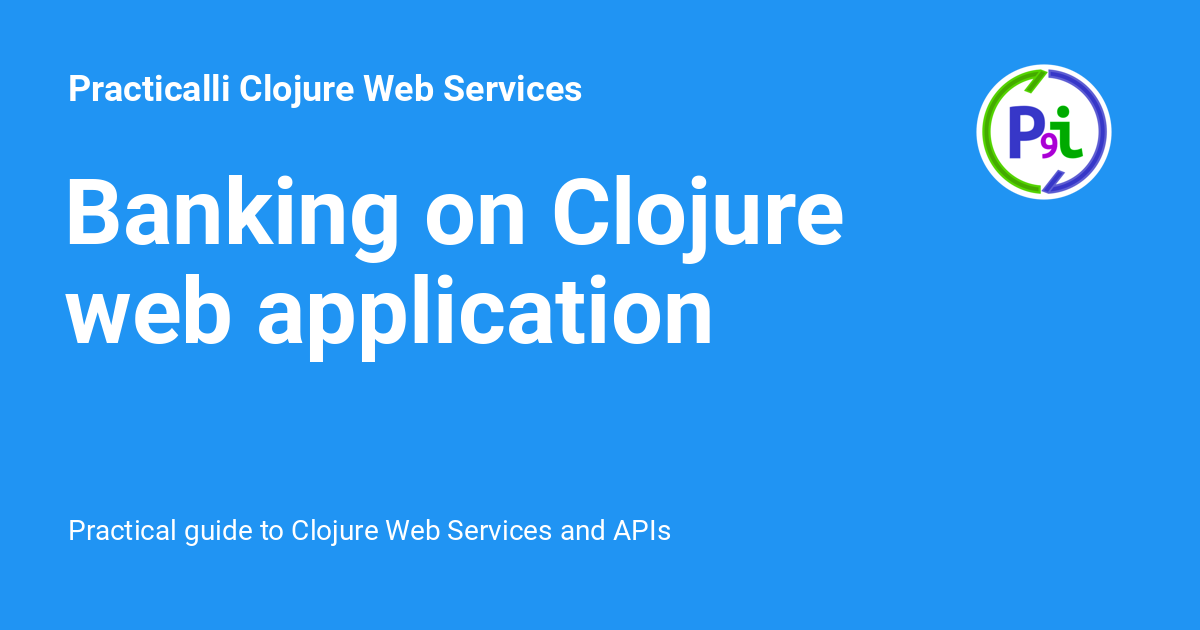 Practicalli Clojure Web Services
P9i
Banking on Clojure
web application
Practical guide to Clojure Web Services and APIs